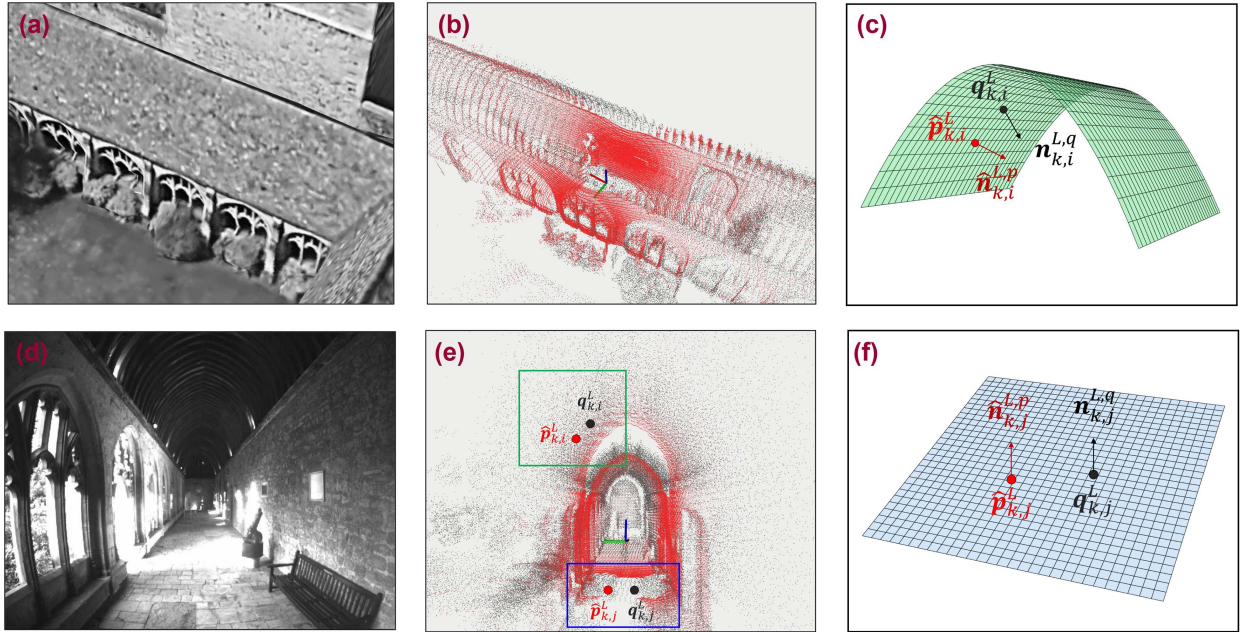 (a)
(b)
(c)
q^L_{k,i}
p̂^L_{k,i}
n^{L,q}_{k,i}
n̂^{L,p}_{k,i}
(d)
(e)
q^L_{k,i}
p̂^L_{k,i}
p̂^L_{k,j}
q^L_{k,j}
(f)
n̂^{L,p}_{k,j}
n^{L,q}_{k,j}
p̂^L_{k,j}
q^L_{k,j}